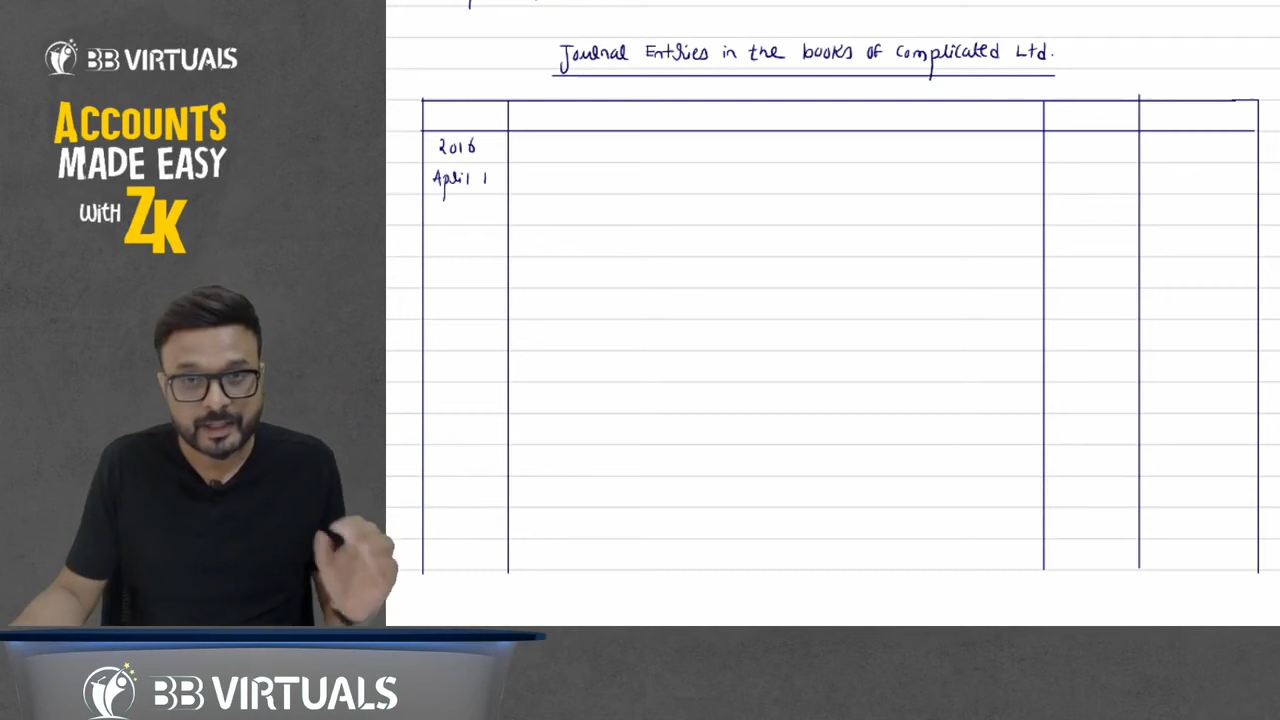 BB VIRTUALS
ACCOUNTS
MADE EASY
WITH ZK
Journal Entries in the books of Complicated Ltd.
2016
April 1
BB VIRTUALS